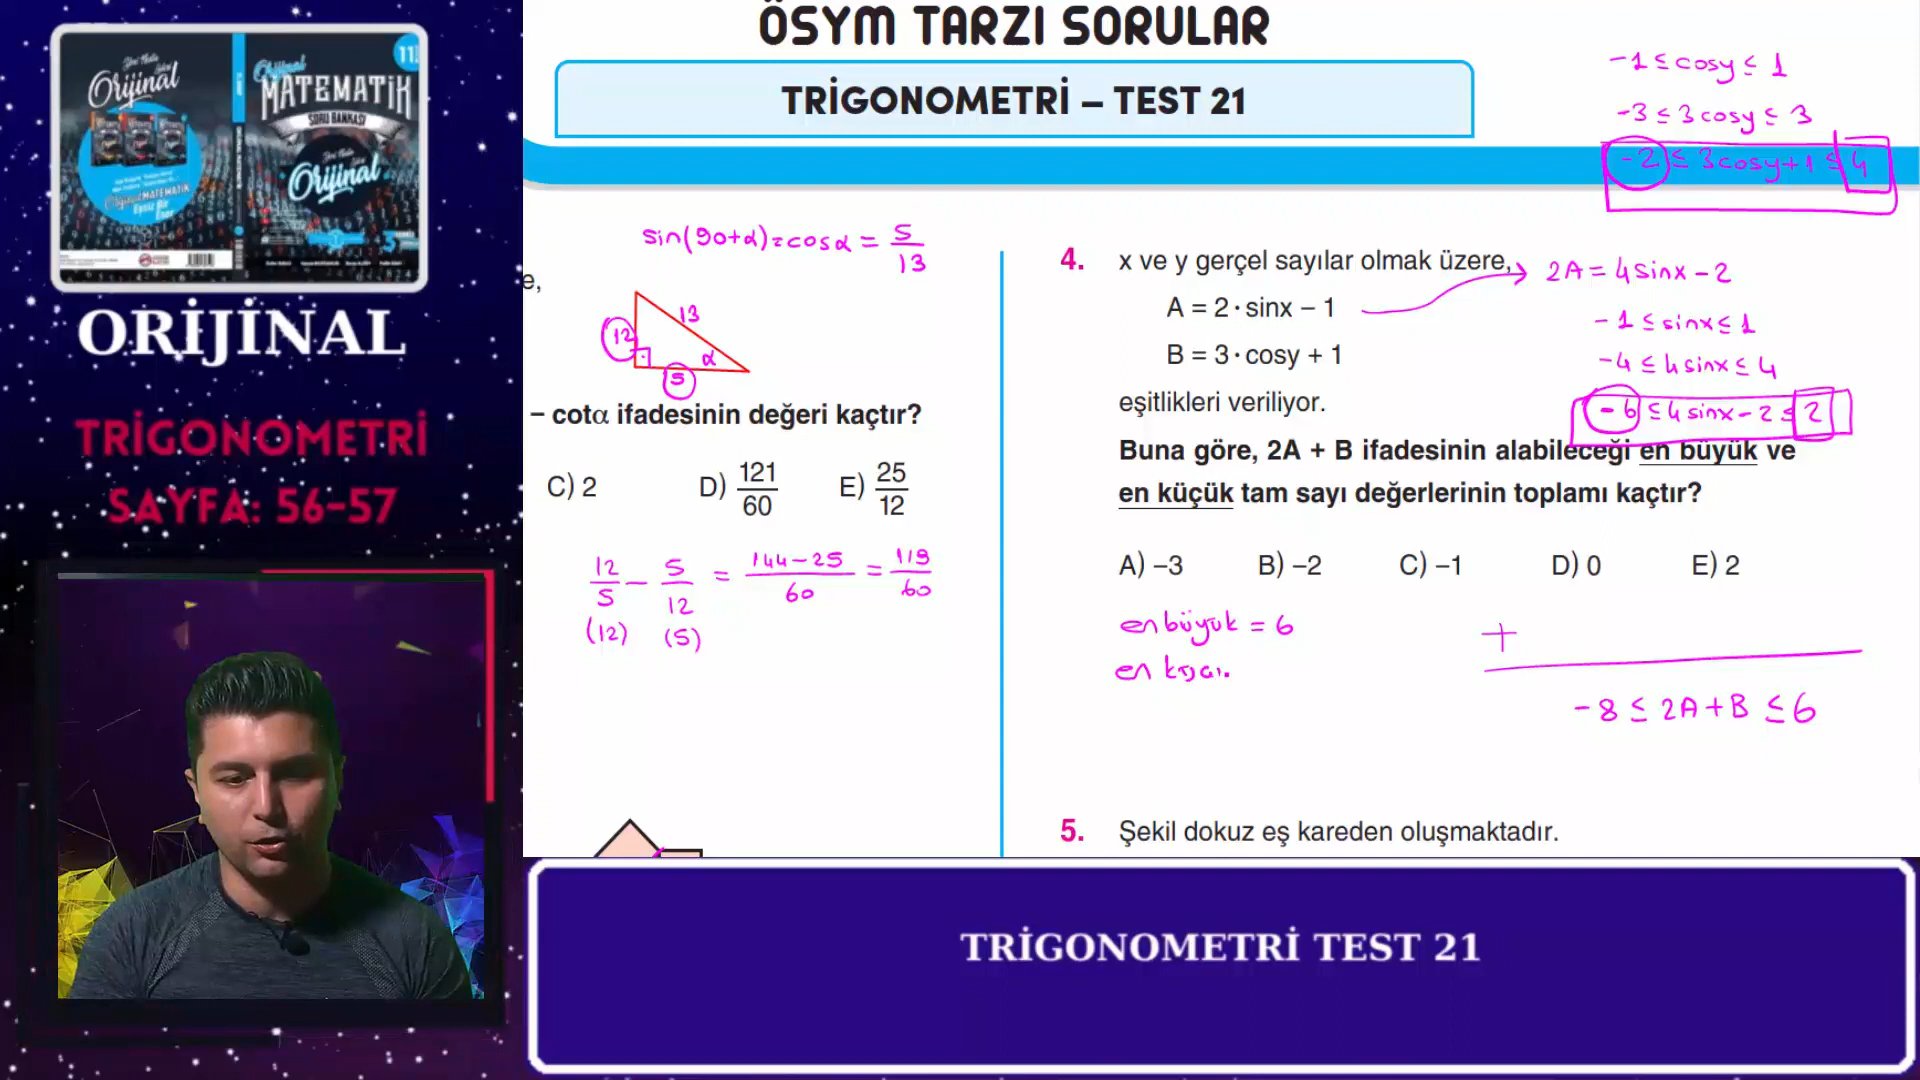 11
Orijinal
MATEMATİK
SORU BANKASI
Orijinal
Orijinal
ORİJİNAL
TRİGONOMETRİ
SAYFA: 56-57
ÖSYM TARZI SORULAR
TRİGONOMETRİ – TEST 21
-1 ≤ cosy ≤ 1
-3 ≤ 3cosy ≤ 3
-2 ≤ 3cosy+1 ≤ 4
e,
sin(90+α)=cosα = 5/13
12
13
5
α
– cotα ifadesinin değeri kaçtır?
C) 2 D) 121/60 E) 25/12
12/5 – 5/12 = 144-25/60 = 119/60
(12) (5)
4. x ve y gerçel sayılar olmak üzere,
A = 2·sinx – 1
B = 3·cosy + 1
eşitlikleri veriliyor.
Buna göre, 2A + B ifadesinin alabileceği en büyük ve
en küçük tam sayı değerlerinin toplamı kaçtır?
A) –3 B) –2 C) –1 D) 0 E) 2
2A = 4sinx - 2
-1 ≤ sinx ≤ 1
-4 ≤ 4sinx ≤ 4
-6 ≤ 4sinx - 2 ≤ 2
en büyük = 6
en
+
-8 ≤ 2A+B ≤ 6
5. Şekil dokuz eş kareden oluşmaktadır.
TRİGONOMETRİ TEST 21